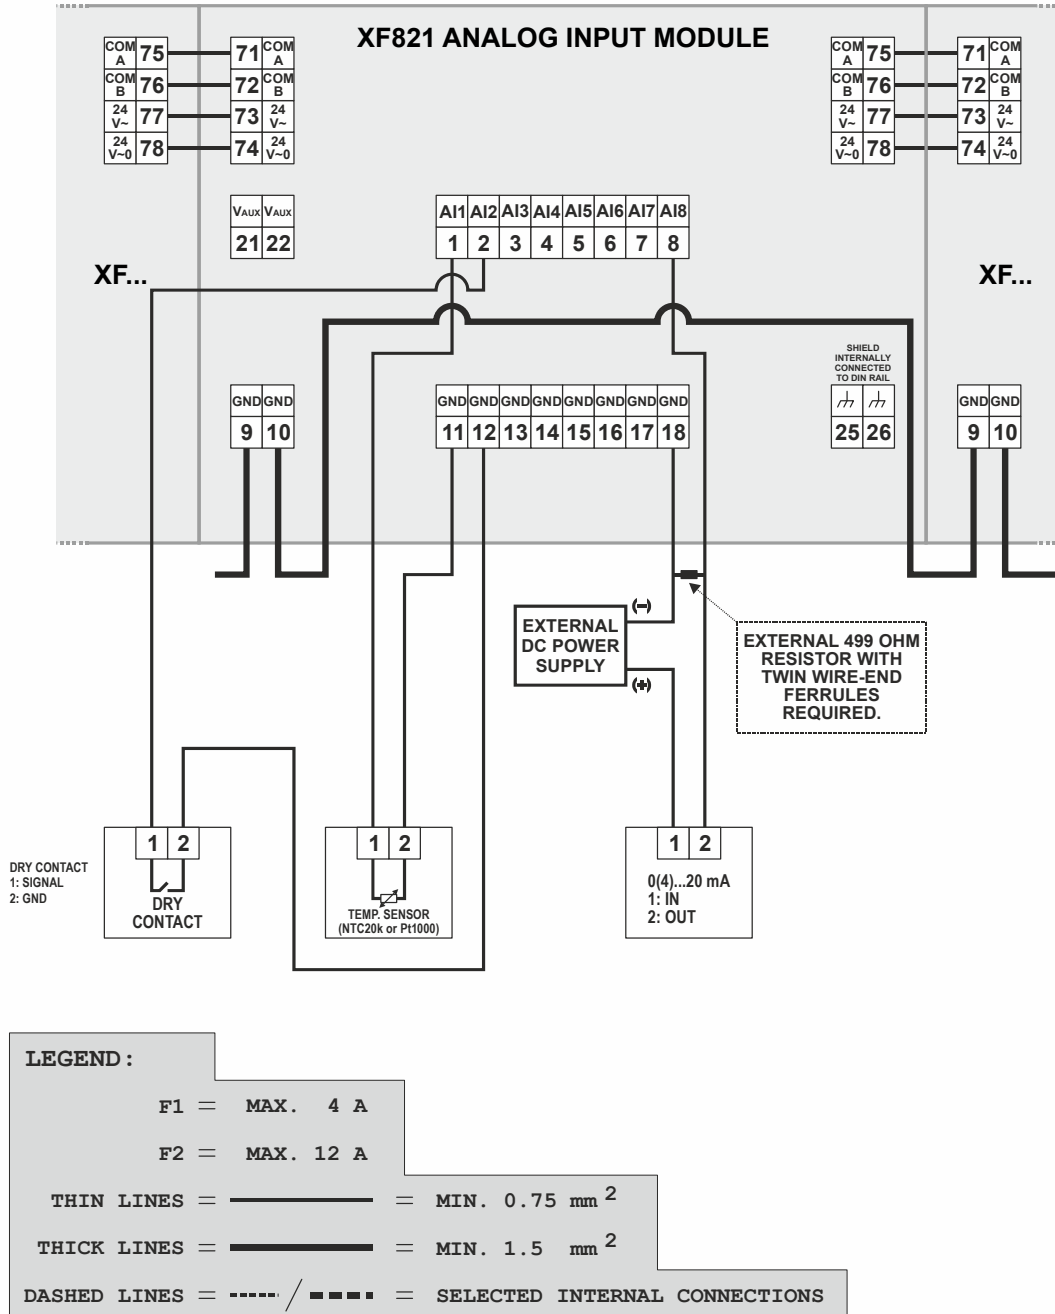 XF821 ANALOG INPUT MODULE
COM A 75 71 COM A
COM B 76 72 COM B
24 V~ 77 73 24 V~
24 V~0 78 74 24 V~0
COM A 75 71 COM A
COM B 76 72 COM B
24 V~ 77 73 24 V~
24 V~0 78 74 24 V~0
VAUX VAUX
21 22
AI1 AI2 AI3 AI4 AI5 AI6 AI7 AI8
1 2 3 4 5 6 7 8
XF...
XF...
SHIELD
INTERNALLY
CONNECTED
TO DIN RAIL
25 26
GND GND
9 10
GND GND GND GND GND GND GND GND
11 12 13 14 15 16 17 18
GND GND
9 10
EXTERNAL
DC POWER
SUPPLY
(-)
(+)
EXTERNAL 499 OHM
RESISTOR WITH
TWIN WIRE-END
FERRULES
REQUIRED.
DRY CONTACT
1: SIGNAL
2: GND
1 2
DRY
CONTACT
1 2
TEMP. SENSOR
(NTC20k or Pt1000)
1 2
0(4)...20 mA
1: IN
2: OUT
LEGEND:
F1 = MAX. 4 A
F2 = MAX. 12 A
THIN LINES = = MIN. 0.75 mm 2
THICK LINES = = MIN. 1.5 mm 2
DASHED LINES = / = SELECTED INTERNAL CONNECTIONS